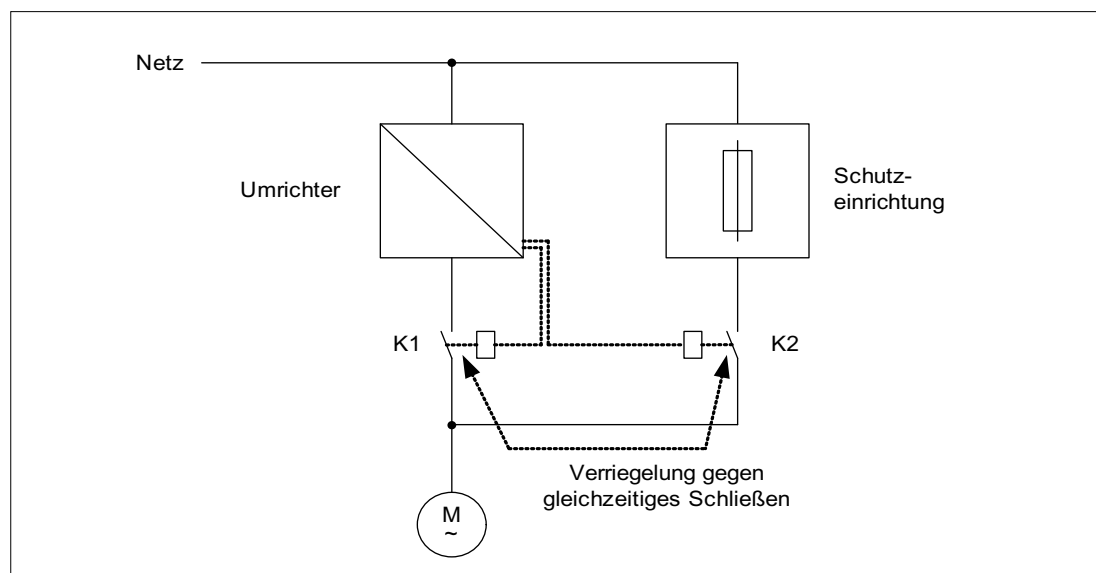 Netz
Umrichter
Schutz-
einrichtung
K1
K2
Verriegelung gegen
gleichzeitiges Schließen
M
~